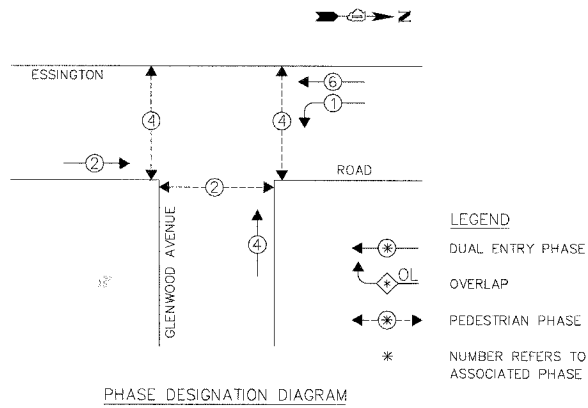 N
ESSINGTON
6
1
4
4
2
ROAD
2
GLENWOOD AVENUE
4
LEGEND
* DUAL ENTRY PHASE
* OL OVERLAP
* PEDESTRIAN PHASE
* NUMBER REFERS TO
ASSOCIATED PHASE
PHASE DESIGNATION DIAGRAM